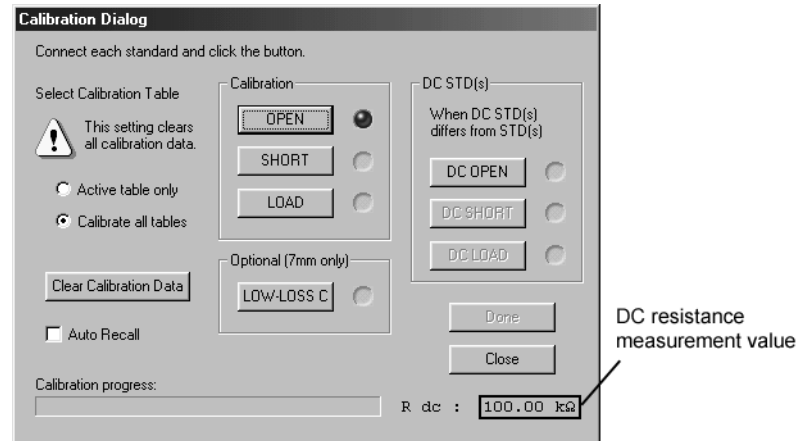 Calibration Dialog
Connect each standard and click the button.
Select Calibration Table
This setting clears
all calibration data.
Active table only
Calibrate all tables
Clear Calibration Data
Auto Recall
Calibration
OPEN
SHORT
LOAD
Optional (7mm only)
LOW-LOSS C
DC STD(s)
When DC STD(s)
differs from STD(s)
DC OPEN
DC SHORT
DC LOAD
Done
Close
Calibration progress:
R dc : 100.00 kΩ
DC resistance
measurement value